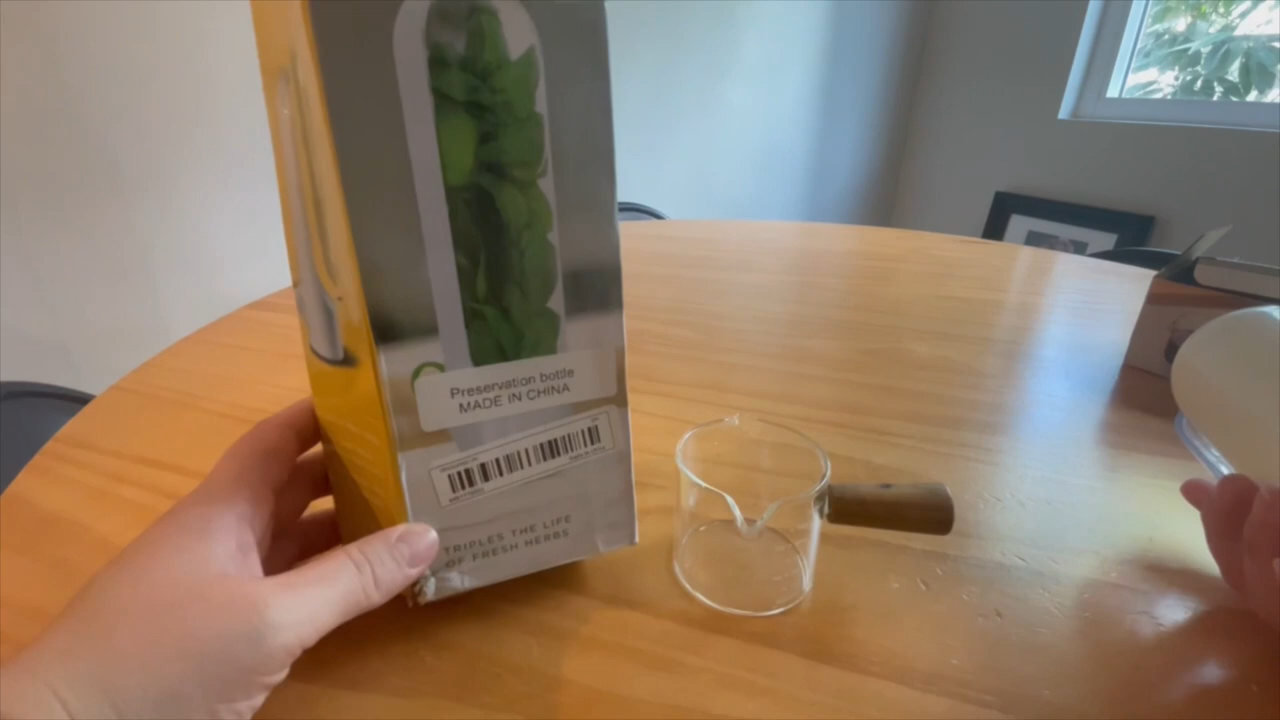 Preservation bottle
MADE IN CHINA
TRIPLES THE LIFE
OF FRESH HERBS